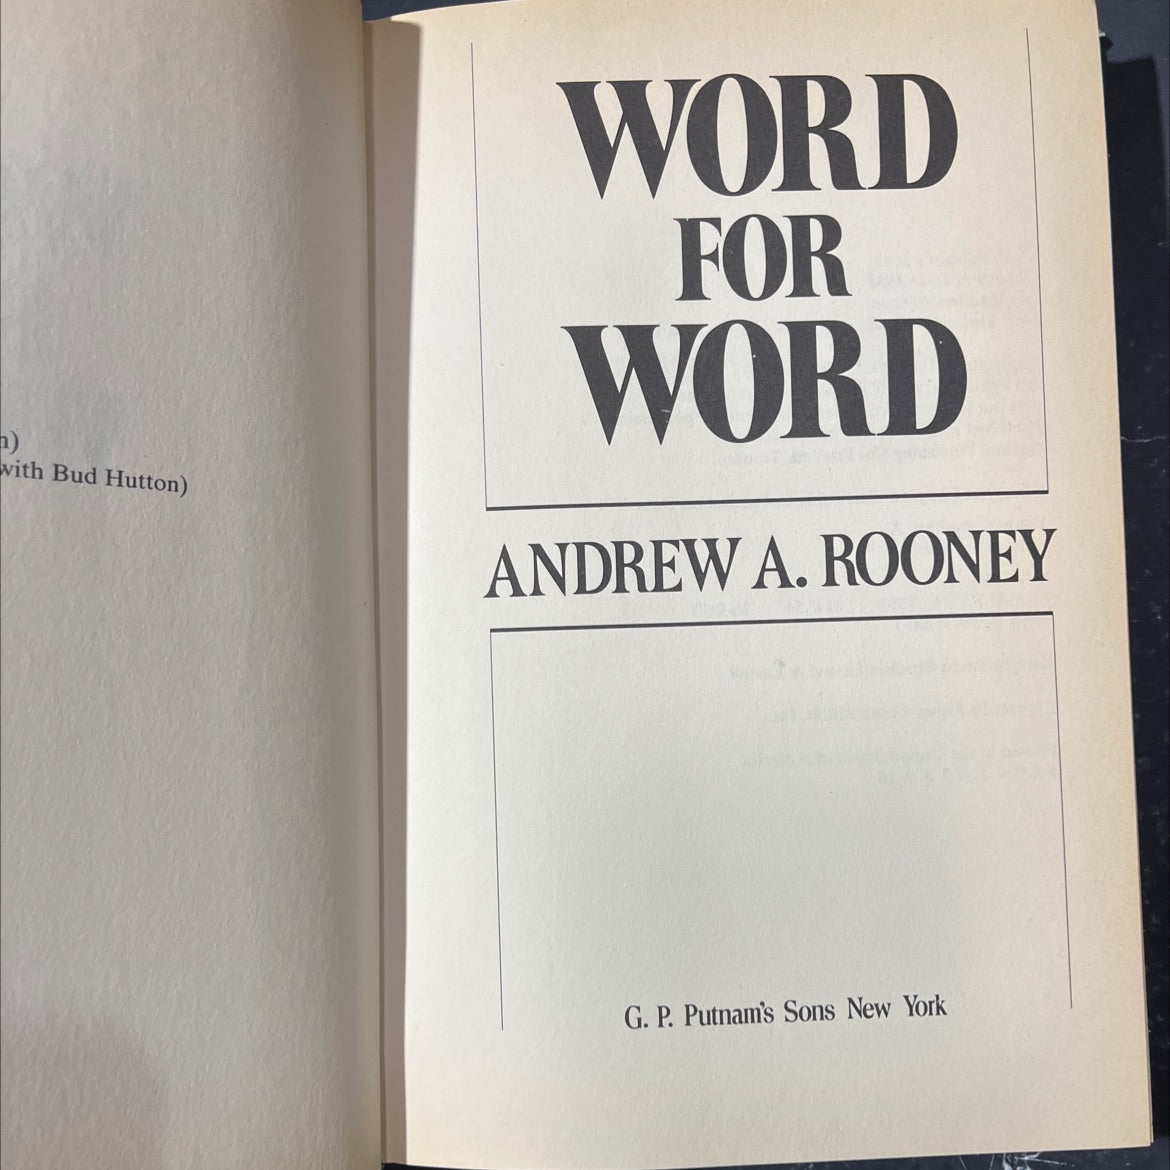 with Bud Hutton)
WORD
FOR
WORD
ANDREW A. ROONEY
G. P. Putnam's Sons New York